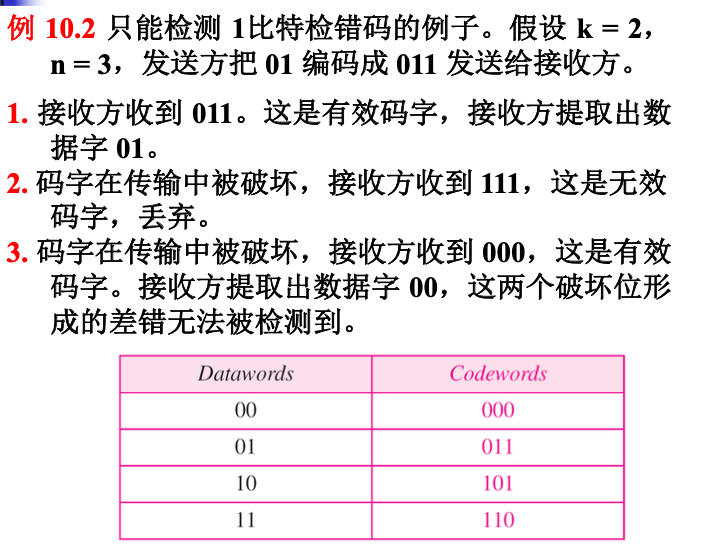 例 10.2 只能检测 1比特检错码的例子。假设 k = 2，
n = 3，发送方把 01 编码成 011 发送给接收方。
1. 接收方收到 011。这是有效码字，接收方提取出数
据字 01。
2. 码字在传输中被破坏，接收方收到 111，这是无效
码字，丢弃。
3. 码字在传输中被破坏，接收方收到 000，这是有效
码字。接收方提取出数据字 00，这两个破坏位形
成的差错无法被检测到。
Datawords Codewords
00 000
01 011
10 101
11 110